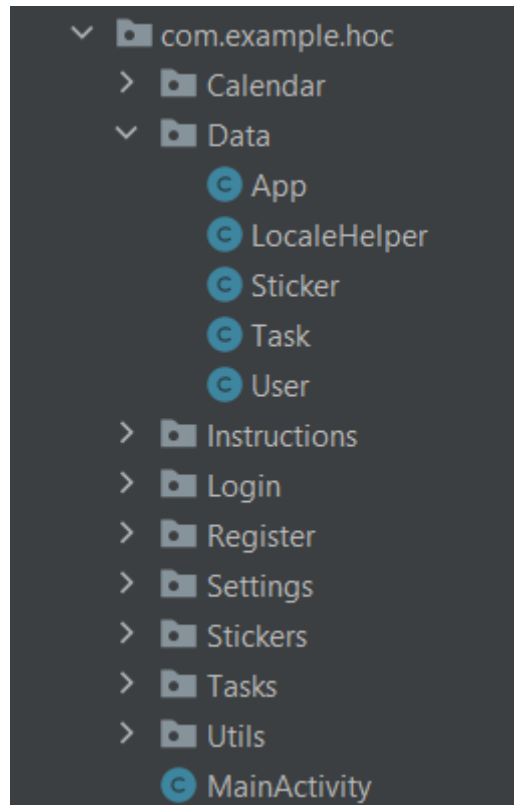 com.example.hoc
Calendar
Data
C App
C LocaleHelper
C Sticker
C Task
C User
Instructions
Login
Register
Settings
Stickers
Tasks
Utils
C MainActivity